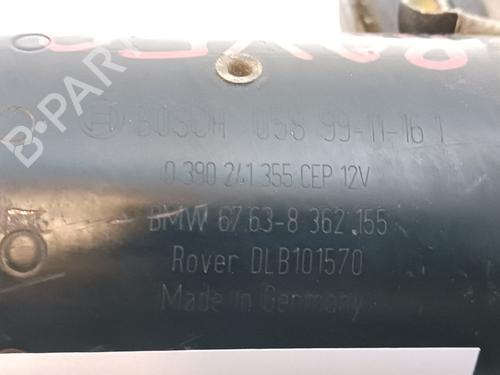 BOSCH 058 99-11-16 1
0 390 241 355 CEP 12V
BMW 67.63-8 362 155
Rover DLB101570
Made in Germany
B-PARTS